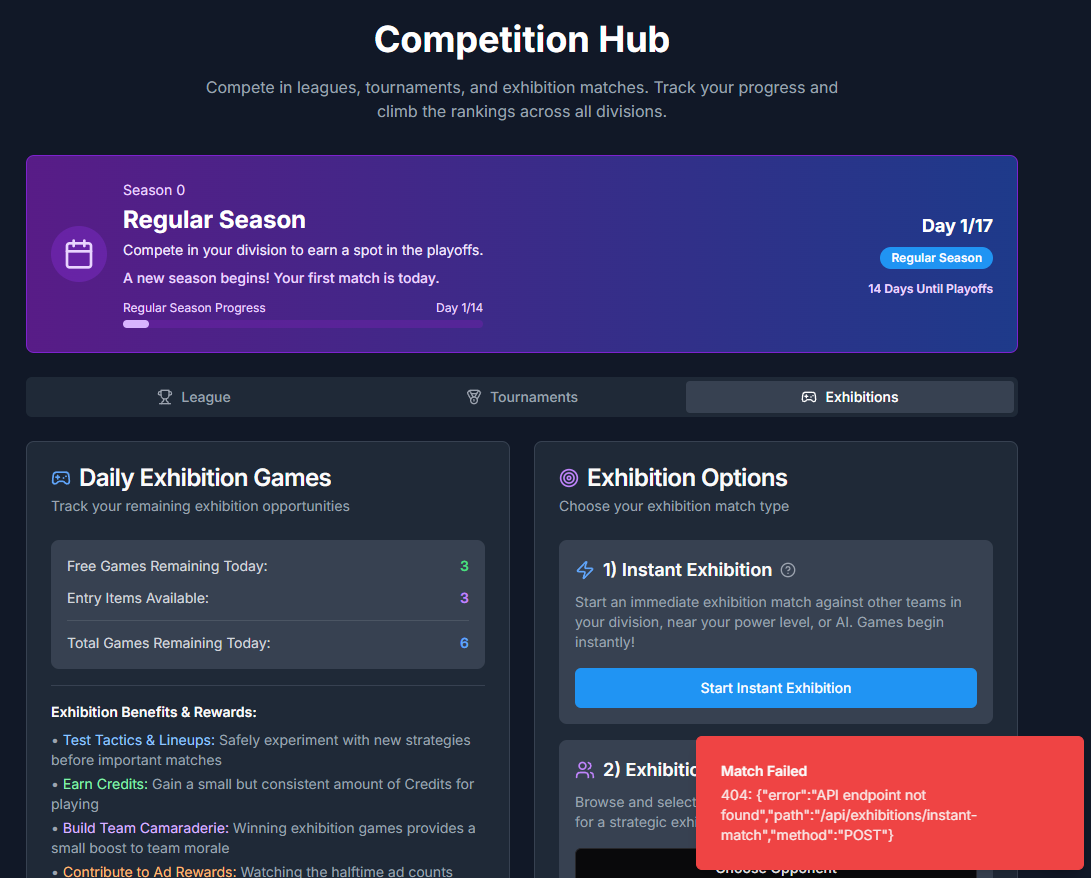 Competition Hub
Compete in leagues, tournaments, and exhibition matches. Track your progress and
climb the rankings across all divisions.
Season 0
Regular Season
Compete in your division to earn a spot in the playoffs.
A new season begins! Your first match is today.
Regular Season Progress
Day 1/14
Day 1/17
Regular Season
14 Days Until Playoffs
League
Tournaments
Exhibitions
Daily Exhibition Games
Track your remaining exhibition opportunities
Free Games Remaining Today:
3
Entry Items Available:
3
Total Games Remaining Today:
6
Exhibition Benefits & Rewards:
• Test Tactics & Lineups: Safely experiment with new strategies
before important matches
• Earn Credits: Gain a small but consistent amount of Credits for
playing
• Build Team Camaraderie: Winning exhibition games provides a
small boost to team morale
• Contribute to Ad Rewards: Watching the halftime ad counts
Exhibition Options
Choose your exhibition match type
1) Instant Exhibition
Start an immediate exhibition match against other teams in
your division, near your power level, or AI. Games begin
instantly!
Start Instant Exhibition
2)
Browse and select
for a strategic
Choose Opponent
Match Failed
404: {"error":"API endpoint not
found","path":"/api/exhibitions/instant-
match","method":"POST"}